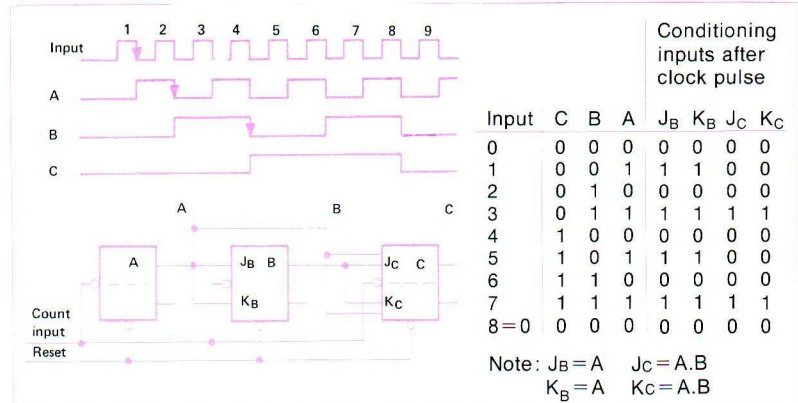 1 2 3 4 5 6 7 8 9
Input
A
B
C
A B C
A
J_B B
K_B
J_C C
K_C
Count
input
Reset
Conditioning
inputs after
clock pulse
Input C B A J_B K_B J_C K_C
0 0 0 0 0 0 0 0
1 0 0 1 1 1 0 0
2 0 1 0 0 0 0 0
3 0 1 1 1 1 1 1
4 1 0 0 0 0 0 0
5 1 0 1 1 1 0 0
6 1 1 0 0 0 0 0
7 1 1 1 1 1 1 1
8=0 0 0 0 0 0 0 0
Note: J_B=A J_C=A.B
K_B=A K_C=A.B